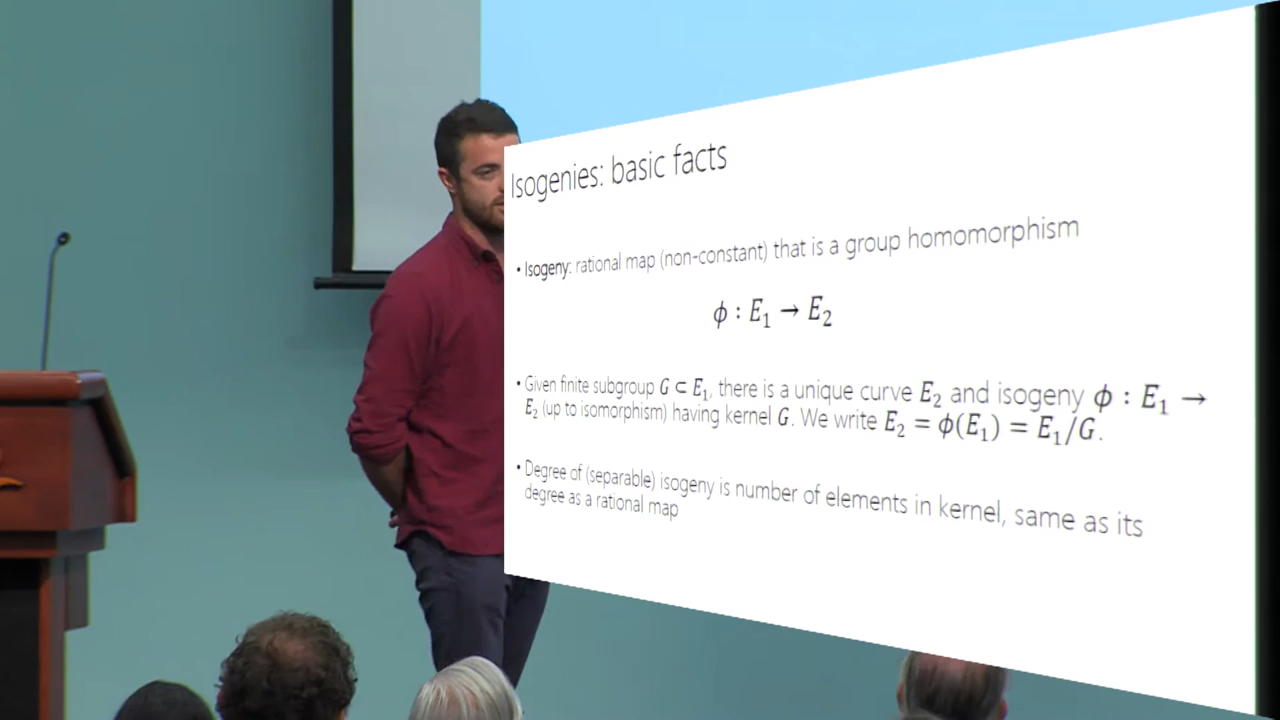 Isogenies: basic facts
• Isogeny: rational map (non-constant) that is a group homomorphism
ϕ : E₁ → E₂
• Given finite subgroup G ⊂ E₁, there is a unique curve E₂ and isogeny ϕ : E₁ →
E₂ (up to isomorphism) having kernel G. We write E₂ = ϕ(E₁) = E₁/G.
• Degree of (separable) isogeny is number of elements in kernel, same as its
degree as a rational map